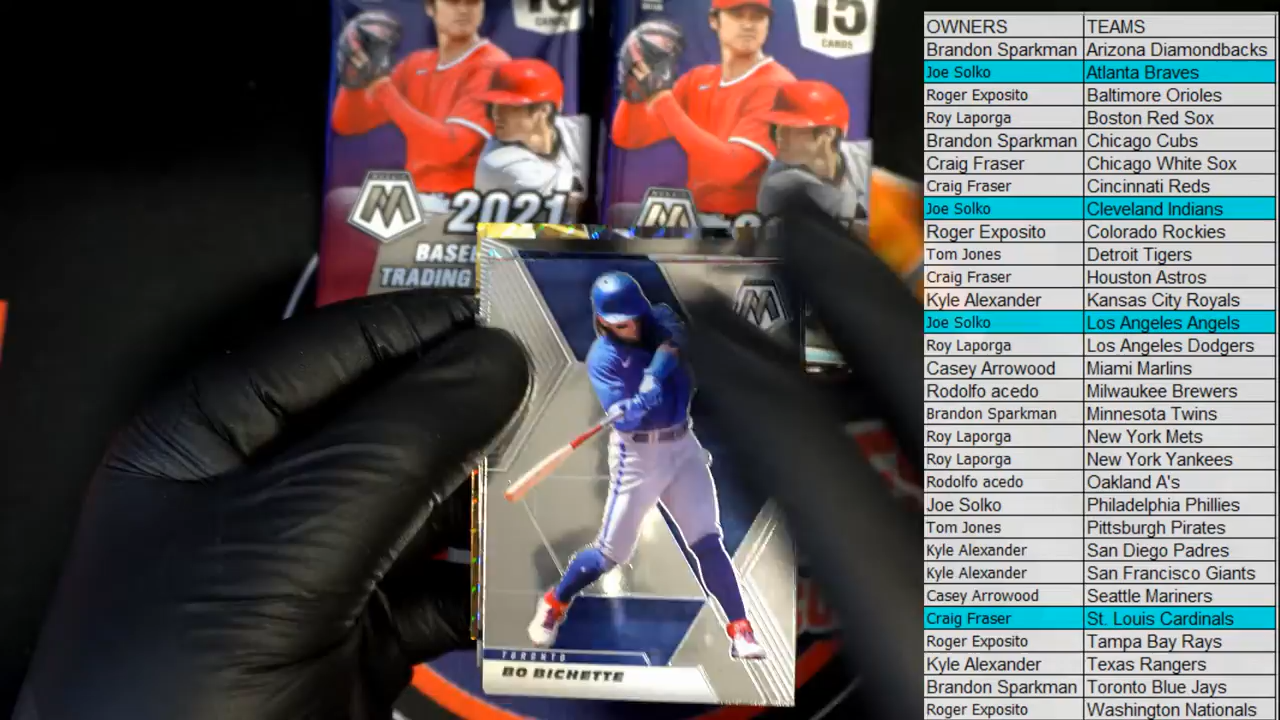 15
CARDS
2021
BASE
TRADING
TORONTO
BO BICHETTE
OWNERS TEAMS
Brandon Sparkman Arizona Diamondbacks
Joe Solko Atlanta Braves
Roger Exposito Baltimore Orioles
Roy Laporga Boston Red Sox
Brandon Sparkman Chicago Cubs
Craig Fraser Chicago White Sox
Craig Fraser Cincinnati Reds
Joe Solko Cleveland Indians
Roger Exposito Colorado Rockies
Tom Jones Detroit Tigers
Craig Fraser Houston Astros
Kyle Alexander Kansas City Royals
Joe Solko Los Angeles Angels
Roy Laporga Los Angeles Dodgers
Casey Arrowood Miami Marlins
Rodolfo acedo Milwaukee Brewers
Brandon Sparkman Minnesota Twins
Roy Laporga New York Mets
Roy Laporga New York Yankees
Rodolfo acedo Oakland A's
Joe Solko Philadelphia Phillies
Tom Jones Pittsburgh Pirates
Kyle Alexander San Diego Padres
Kyle Alexander San Francisco Giants
Casey Arrowood Seattle Mariners
Craig Fraser St. Louis Cardinals
Roger Exposito Tampa Bay Rays
Kyle Alexander Texas Rangers
Brandon Sparkman Toronto Blue Jays
Roger Exposito Washington Nationals